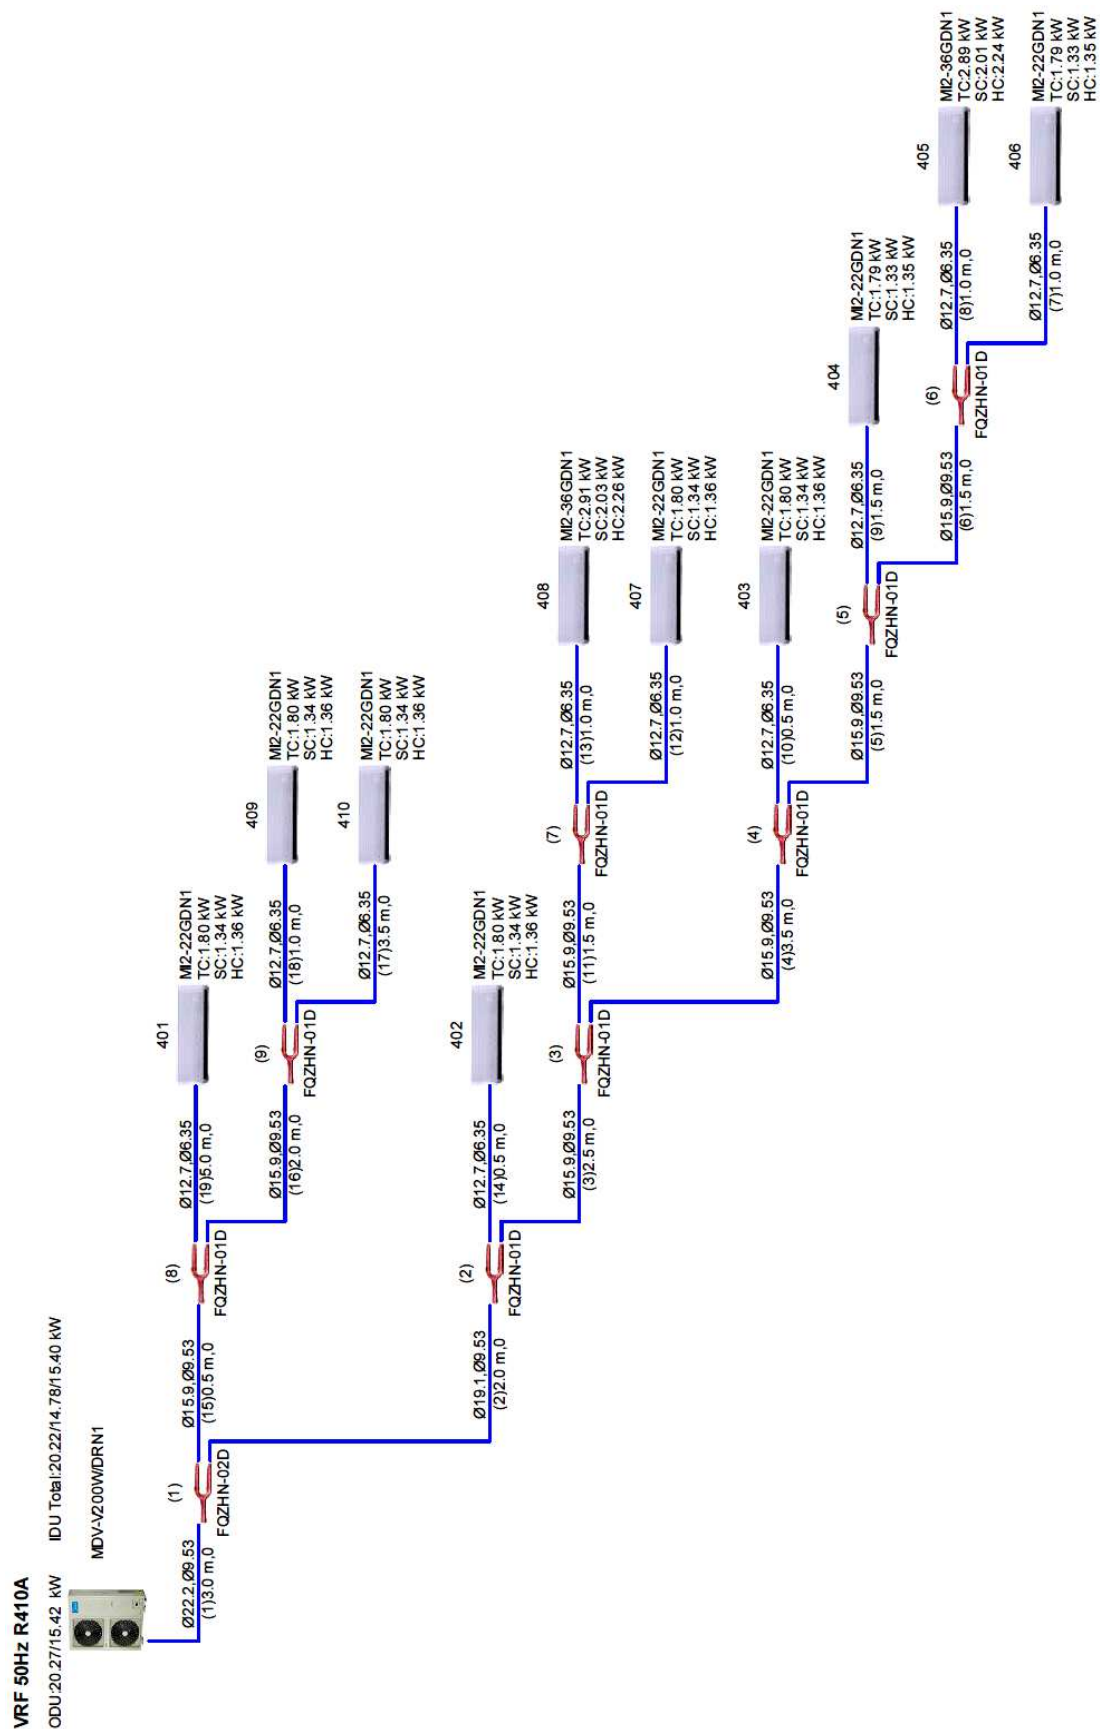 VRF 50Hz R410A
ODU:20.27/15.42 kW IDU Total:20.22/14.78/15.40 kW
MDV-V200W/DRN1
Ø22.2,Ø9.53
(1)3.0 m,0
(1)
FQZHN-02D
Ø15.9,Ø9.53
(15)0.5 m,0
(8)
FQZHN-01D
Ø12.7,Ø6.35
(19)5.0 m,0
401
MI2-22GDN1
TC:1.80 kW
SC:1.34 kW
HC:1.36 kW
Ø15.9,Ø9.53
(16)2.0 m,0
(9)
FQZHN-01D
Ø12.7,Ø6.35
(18)1.0 m,0
409
MI2-22GDN1
TC:1.80 kW
SC:1.34 kW
HC:1.36 kW
Ø12.7,Ø6.35
(17)3.5 m,0
410
MI2-22GDN1
TC:1.80 kW
SC:1.34 kW
HC:1.36 kW
Ø19.1,Ø9.53
(2)2.0 m,0
(2)
FQZHN-01D
Ø12.7,Ø6.35
(14)0.5 m,0
402
MI2-22GDN1
TC:1.80 kW
SC:1.34 kW
HC:1.36 kW
Ø15.9,Ø9.53
(3)2.5 m,0
(3)
FQZHN-01D
Ø15.9,Ø9.53
(11)1.5 m,0
(7)
FQZHN-01D
Ø12.7,Ø6.35
(13)1.0 m,0
408
MI2-36GDN1
TC:2.91 kW
SC:2.03 kW
HC:2.26 kW
Ø12.7,Ø6.35
(12)1.0 m,0
407
MI2-22GDN1
TC:1.80 kW
SC:1.34 kW
HC:1.36 kW
Ø15.9,Ø9.53
(4)3.5 m,0
(4)
FQZHN-01D
Ø12.7,Ø6.35
(10)0.5 m,0
403
MI2-22GDN1
TC:1.80 kW
SC:1.34 kW
HC:1.36 kW
Ø15.9,Ø9.53
(5)1.5 m,0
(5)
FQZHN-01D
Ø12.7,Ø6.35
(9)1.5 m,0
404
MI2-22GDN1
TC:1.79 kW
SC:1.33 kW
HC:1.35 kW
Ø15.9,Ø9.53
(6)1.5 m,0
(6)
FQZHN-01D
Ø12.7,Ø6.35
(8)1.0 m,0
405
MI2-36GDN1
TC:2.89 kW
SC:2.01 kW
HC:2.24 kW
Ø12.7,Ø6.35
(7)1.0 m,0
406
MI2-22GDN1
TC:1.79 kW
SC:1.33 kW
HC:1.35 kW